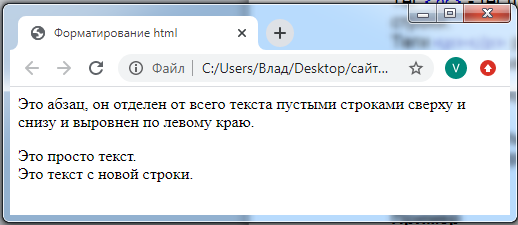 Форматирование html
Файл
C:/Users/Влад/Desktop/сайт...
V
Это абзац, он отделен от всего текста пустыми строками сверху и
снизу и выровнен по левому краю.
Это просто текст.
Это текст с новой строки.